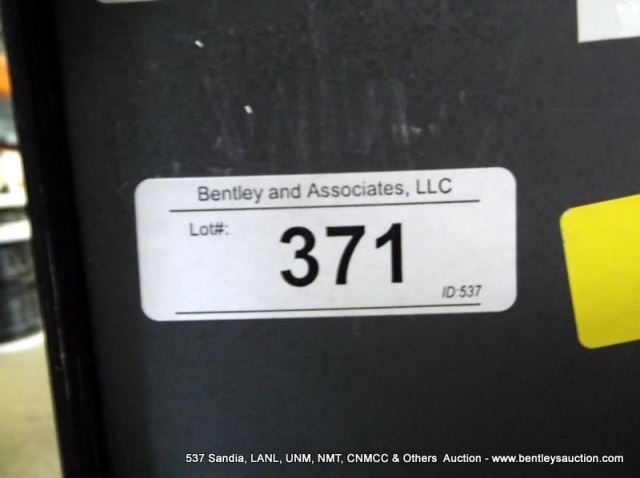 Bentley and Associates, LLC
Lot#:
371
ID:537
537 Sandia, LANL, UNM, NMT, CNMCC & Others Auction - www.bentleysauction.com